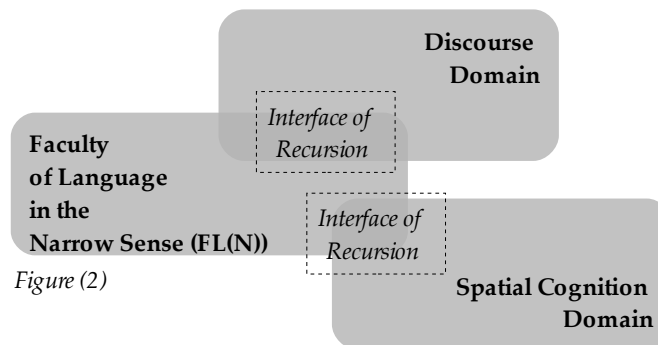 Discourse
Domain
Interface of
Recursion
Faculty
of Language
in the
Narrow Sense (FL(N))
Interface of
Recursion
Figure (2)
Spatial Cognition
Domain